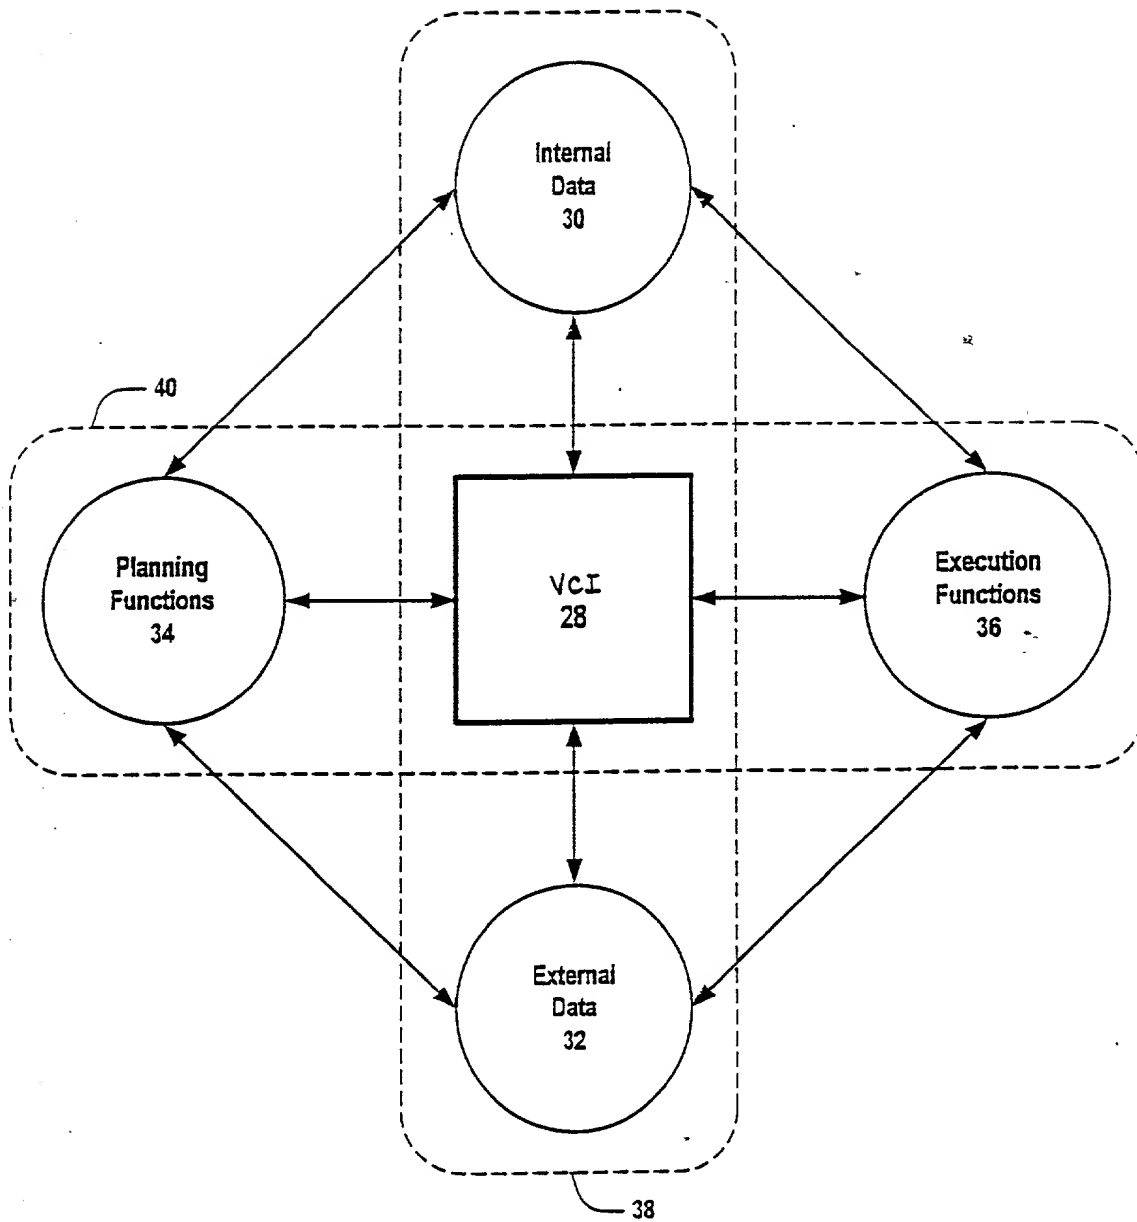 Internal
Data
30
40
Planning
Functions
34
VCI
28
Execution
Functions
36
External
Data
32
38